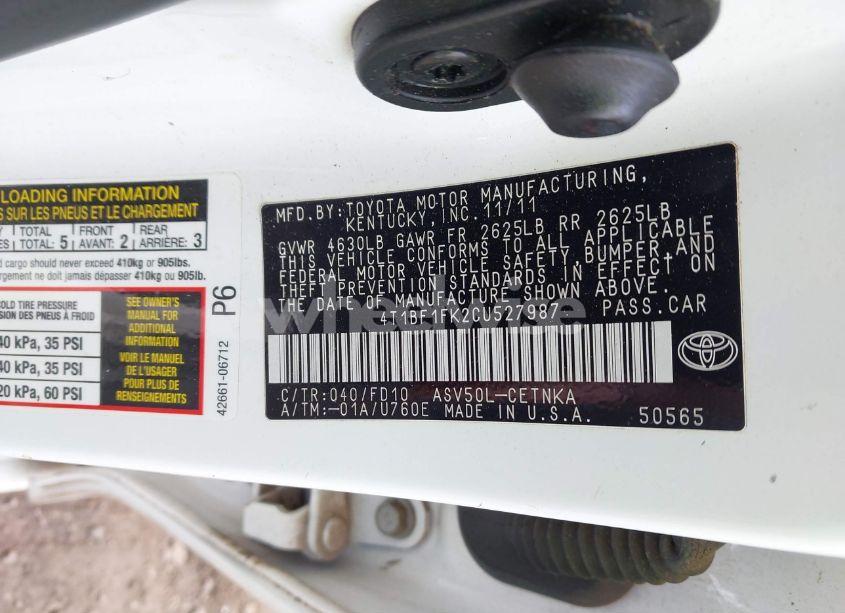 LOADING INFORMATION
S SUR LES PNEUS ET LE CHARGEMENT
TOTAL FRONT REAR
TOTAL: 5 AVANT: 2 ARRIÈRE: 3
d cargo should never exceed 410kg or 905lbs.
rgement ne doit jamais dépasser 410kg ou 905lb.
OLD TIRE PRESSURE
SION DES PNEUS À FROID
40 kPa, 35 PSI
40 kPa, 35 PSI
20 kPa, 60 PSI
SEE OWNER'S
MANUAL FOR
ADDITIONAL
INFORMATION
VOIR LE MANUEL
DE L'USAGER
POUR PLUS DE
RENSEIGNEMENTS
P6
42661-06712
MFD.BY:TOYOTA MOTOR MANUFACTURING,
KENTUCKY,INC.11/11
GVWR 4630LB GAWR FR 2625LB RR 2625LB
THIS VEHICLE CONFORMS TO ALL APPLICABLE
FEDERAL MOTOR VEHICLE SAFETY,BUMPER,AND
THEFT PREVENTION STANDARDS IN EFFECT ON
THE DATE OF MANUFACTURE SHOWN ABOVE.
4T1BF1FK2CU527987 PASS.CAR
C/TR:040/FD10 ASV50L-CETNKA
A/TM:-01A/U760E MADE IN U.S.A. 50565
wheelwise